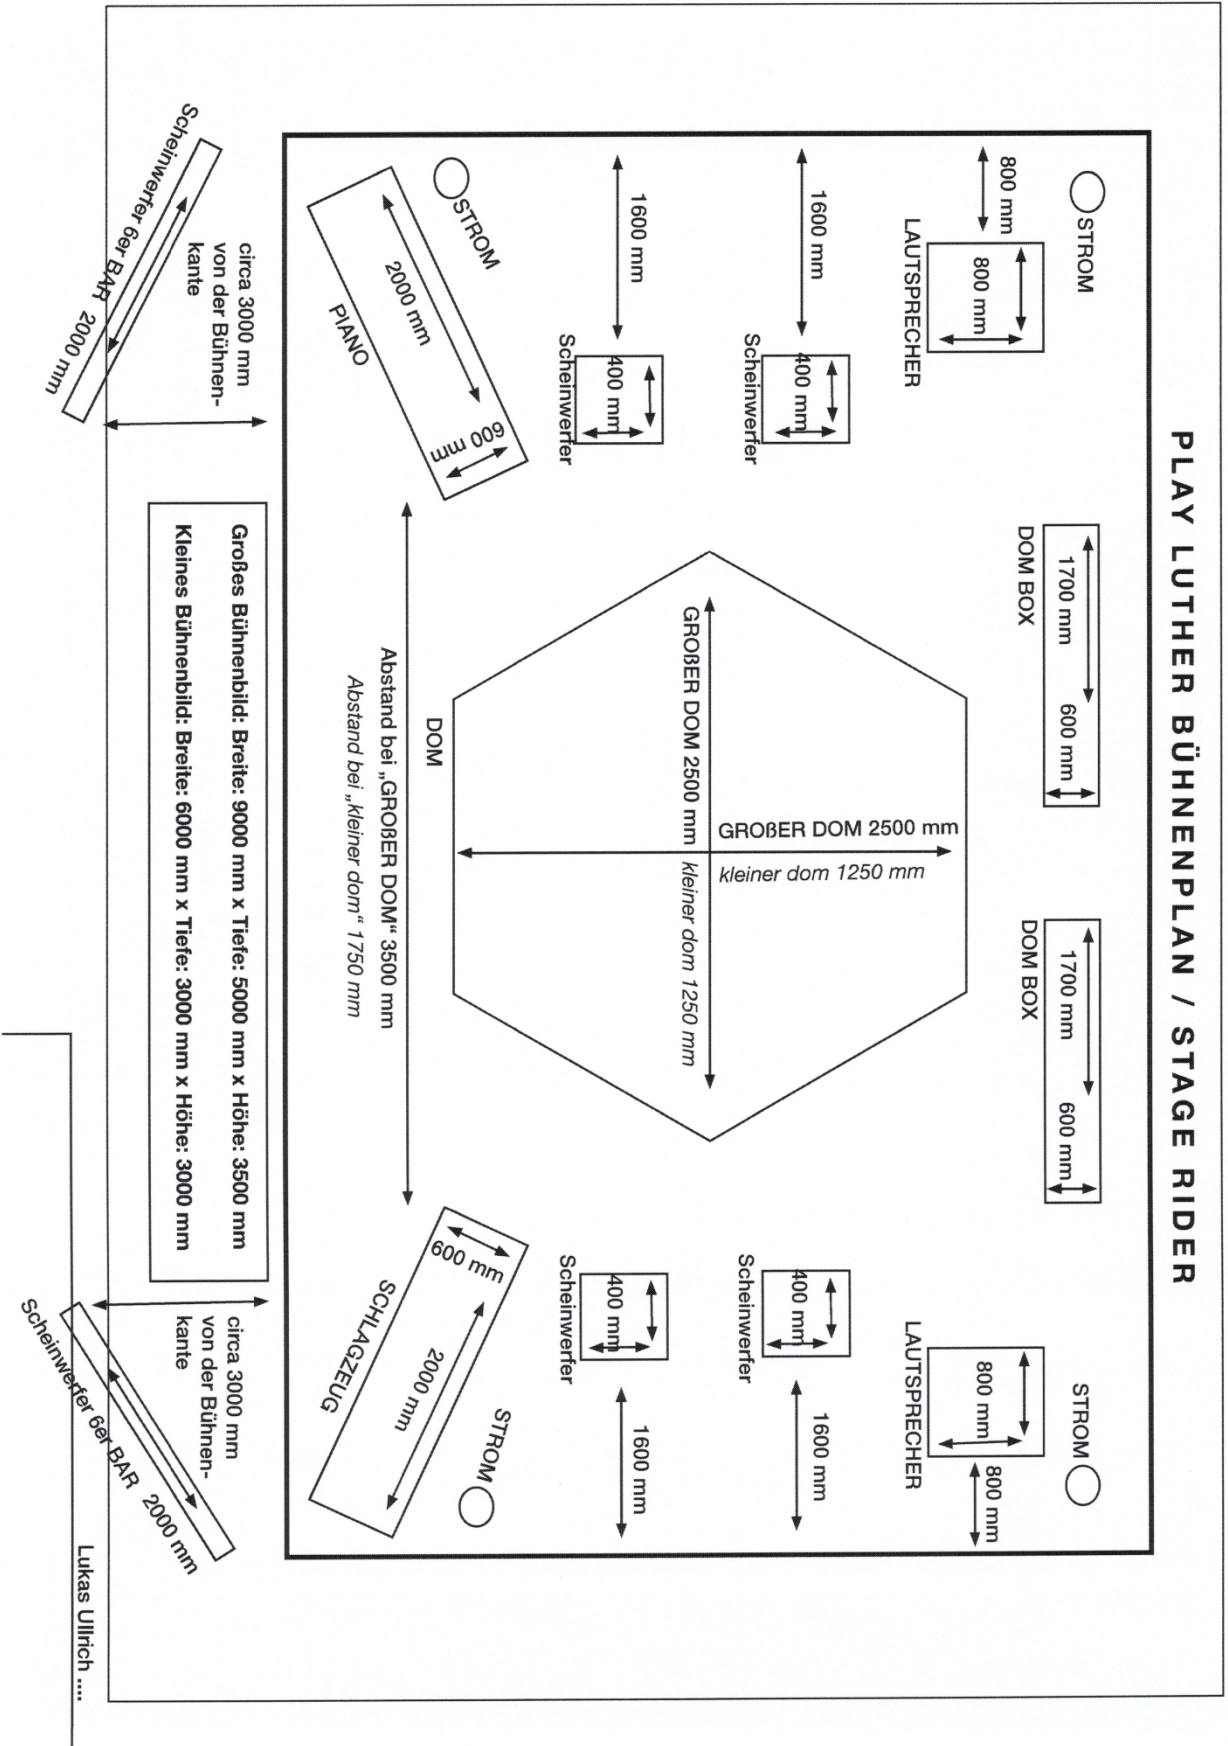 PLAY LUTHER BÜHNENPLAN / STAGE RIDER
STROM
800 mm
800 mm
LAUTSPRECHER
1700 mm
600 mm
DOM BOX
1700 mm
600 mm
DOM BOX
STROM
800 mm
800 mm
LAUTSPRECHER
1600 mm
400 mm
Scheinwerfer
400 mm
Scheinwerfer
1600 mm
GROßER DOM 2500 mm
kleiner dom 1250 mm
GROßER DOM 2500 mm
kleiner dom 1250 mm
1600 mm
400 mm
Scheinwerfer
400 mm
Scheinwerfer
1600 mm
STROM
2000 mm
600 mm
PIANO
DOM
Abstand bei „GROßER DOM“ 3500 mm
Abstand bei „kleiner dom“ 1750 mm
600 mm
2000 mm
SCHLAGZEUG
STROM
circa 3000 mm
von der Bühnen-
kante
Scheinwerfer 6er BAR 2000 mm
Großes Bühnenbild: Breite: 9000 mm x Tiefe: 5000 mm x Höhe: 3500 mm
Kleines Bühnenbild: Breite: 6000 mm x Tiefe: 3000 mm x Höhe: 3000 mm
circa 3000 mm
von der Bühnen-
kante
Scheinwerfer 6er BAR 2000 mm
Lukas Ullrich ....